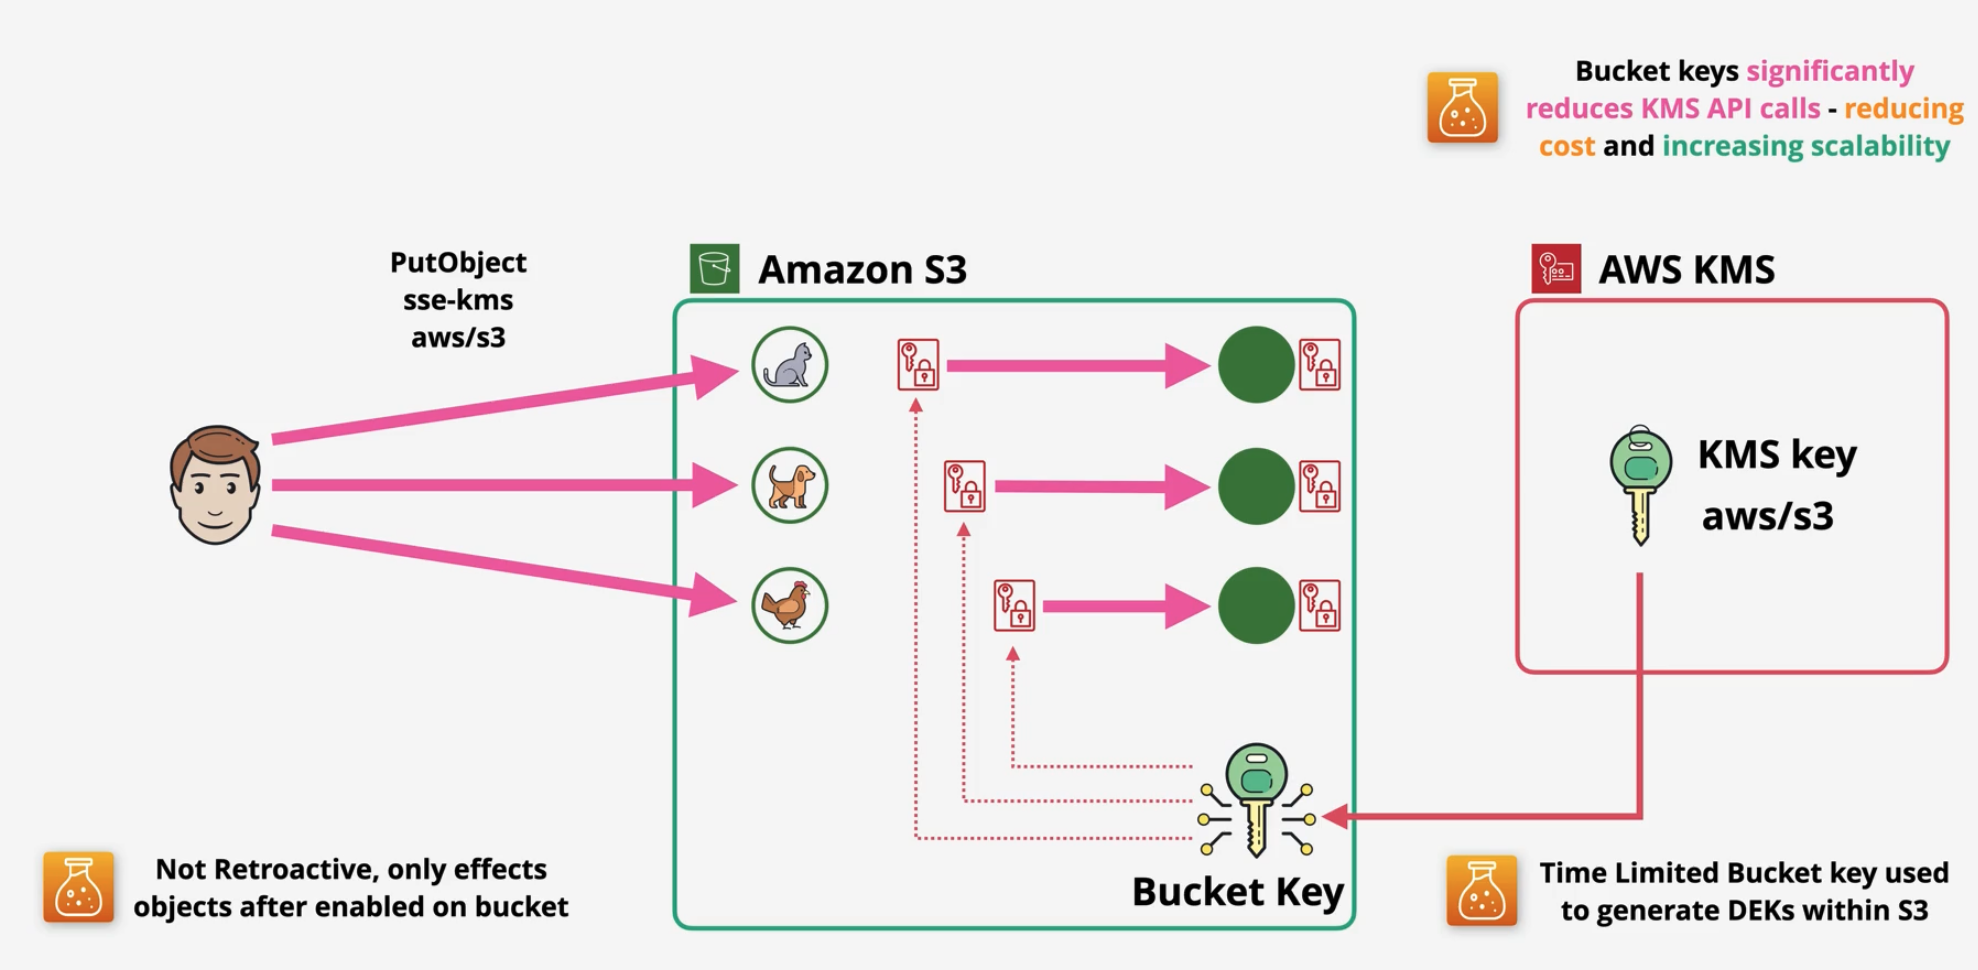 Bucket keys significantly
reduces KMS API calls - reducing
cost and increasing scalability
PutObject
sse-kms
aws/s3
Amazon S3
AWS KMS
KMS key
aws/s3
Bucket Key
Not Retroactive, only effects
objects after enabled on bucket
Time Limited Bucket key used
to generate DEKs within S3